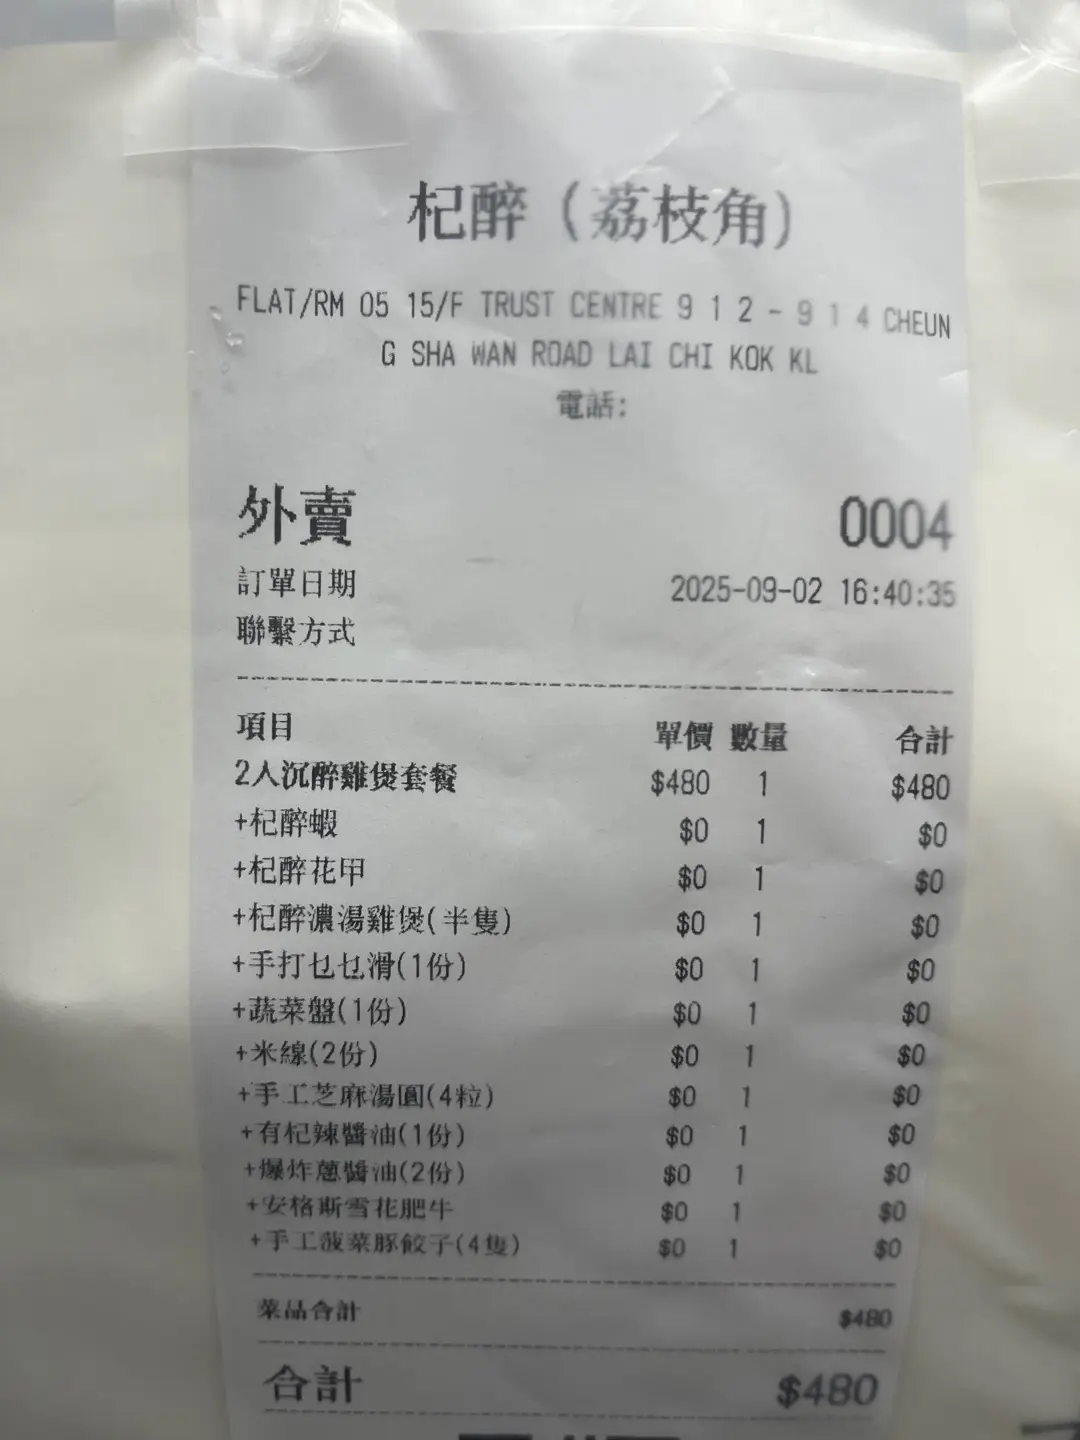 杞醉（荔枝角）
FLAT/RM 05 15/F TRUST CENTRE 9 1 2 - 9 1 4 CHEUN
G SHA WAN ROAD LAI CHI KOK KL
電話:
外賣 0004
訂單日期 2025-09-02 16:40:35
聯繫方式
項目 單價 數量 合計
2人沉醉雞煲套餐 $480 1 $480
+杞醉蝦 $0 1 $0
+杞醉花甲 $0 1 $0
+杞醉濃湯雞煲(半隻) $0 1 $0
+手打乜乜滑(1份) $0 1 $0
+蔬菜盤(1份) $0 1 $0
+米線(2份) $0 1 $0
+手工芝麻湯圓(4粒) $0 1 $0
+有杞辣醬油(1份) $0 1 $0
+爆炸蔥醬油(2份) $0 1 $0
+安格斯雪花肥牛 $0 1 $0
+手工菠菜豚餃子(4隻) $0 1 $0
菜品合計 $480
合計 $480